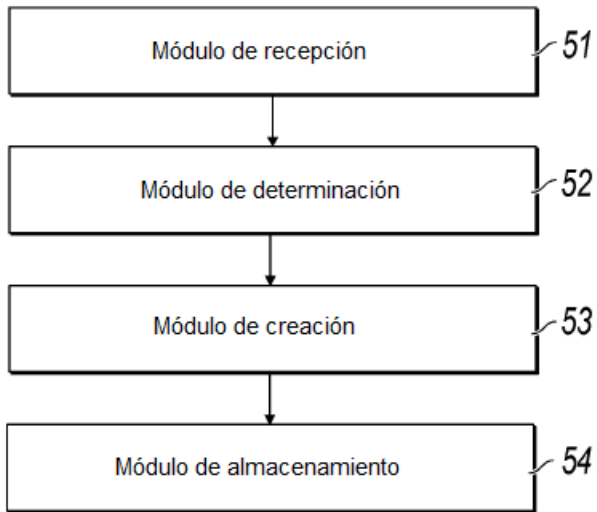 Módulo de recepción 51
Módulo de determinación 52
Módulo de creación 53
Módulo de almacenamiento 54